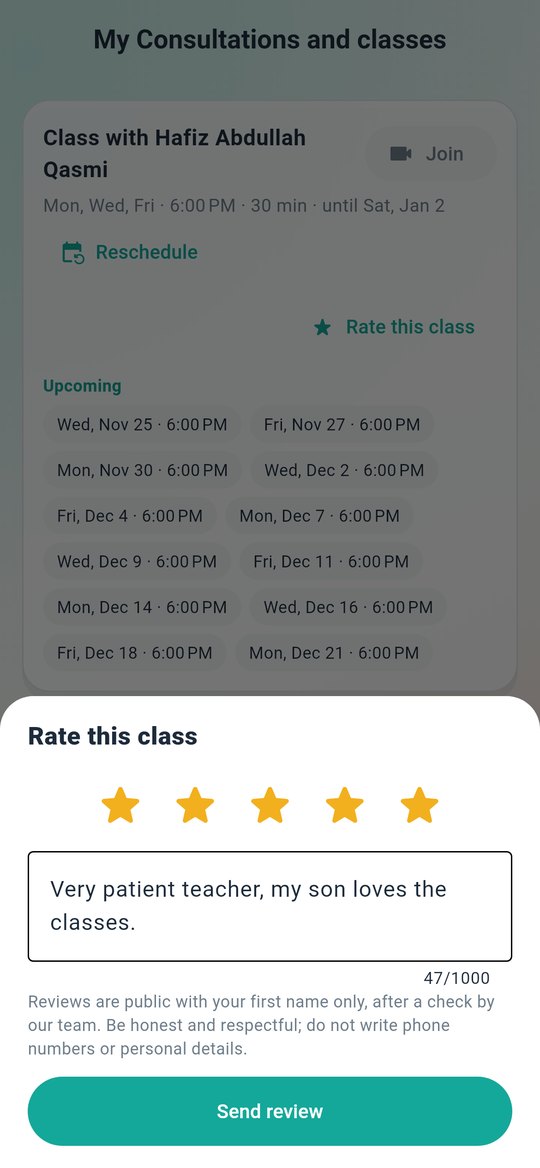 My Consultations and classes
Class with Hafiz Abdullah
Qasmi
Join
Mon, Wed, Fri · 6:00 PM · 30 min · until Sat, Jan 2
Reschedule
Rate this class
Upcoming
Wed, Nov 25 · 6:00 PM
Fri, Nov 27 · 6:00 PM
Mon, Nov 30 · 6:00 PM
Wed, Dec 2 · 6:00 PM
Fri, Dec 4 · 6:00 PM
Mon, Dec 7 · 6:00 PM
Wed, Dec 9 · 6:00 PM
Fri, Dec 11 · 6:00 PM
Mon, Dec 14 · 6:00 PM
Wed, Dec 16 · 6:00 PM
Fri, Dec 18 · 6:00 PM
Mon, Dec 21 · 6:00 PM
Rate this class
Very patient teacher, my son loves the
classes.
47/1000
Reviews are public with your first name only, after a check by
our team. Be honest and respectful; do not write phone
numbers or personal details.
Send review